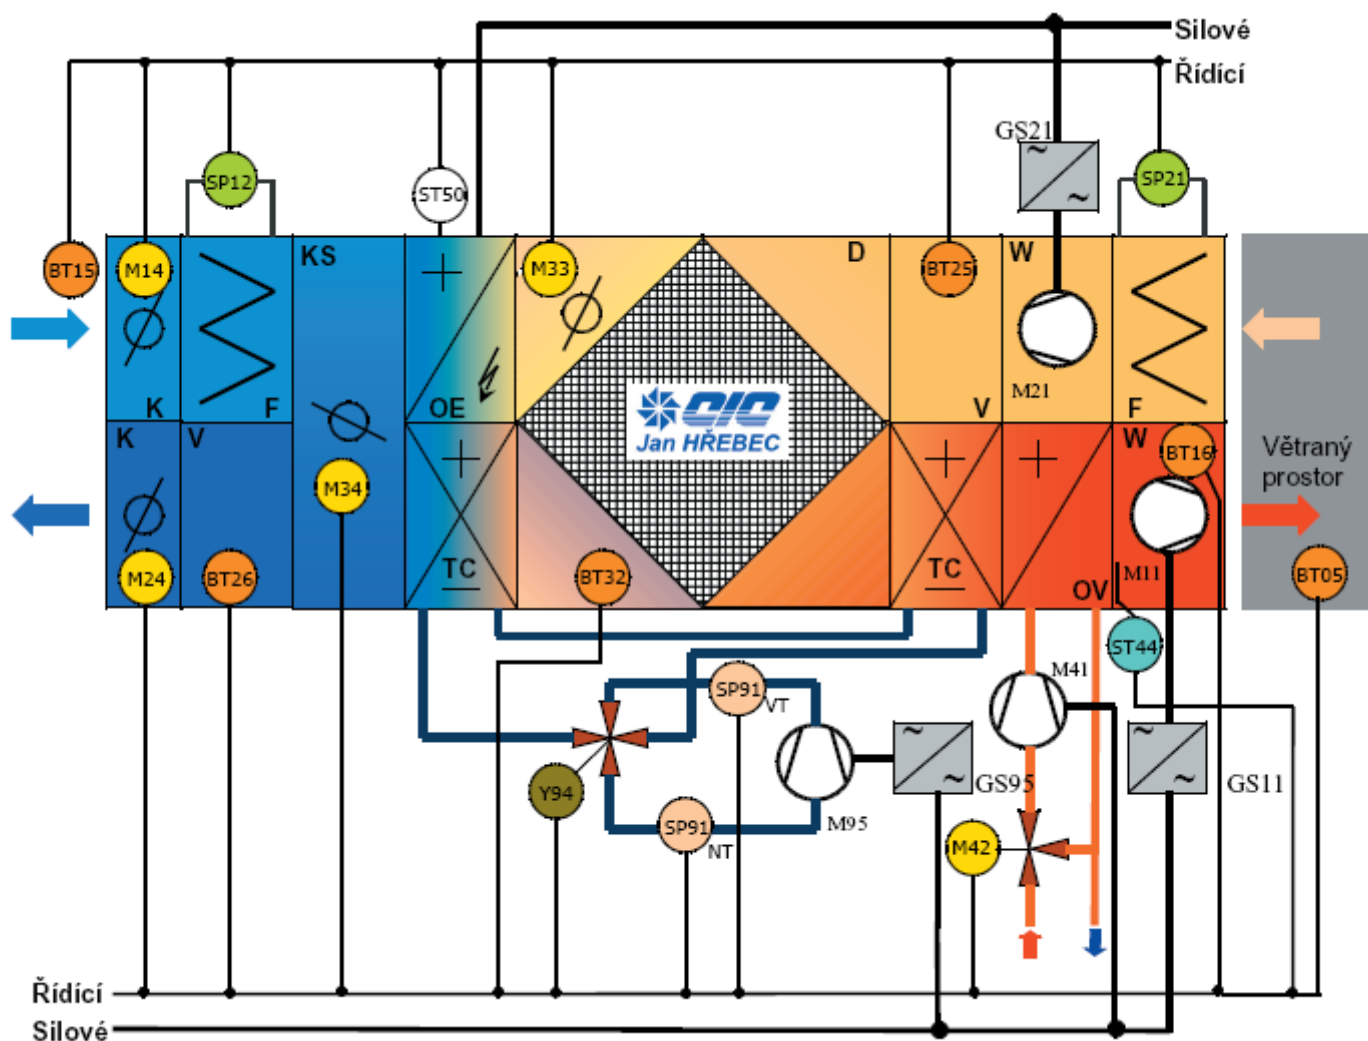 Silové
Řídící
GS21
~
~
SP12
ST50
SP21
BT15
M14
KS
M33
D
BT25
W
M21
K
F
OE
V
F
CIC
Jan HŘEBEC
K
V
W
BT16
Větraný
prostor
M34
M24
BT26
TC
BT32
TC
OV
M11
BT05
ST44
M41
SP91
VT
~
~
GS95
~
~
GS11
Y94
M95
SP91
NT
M42
Řídící
Silové